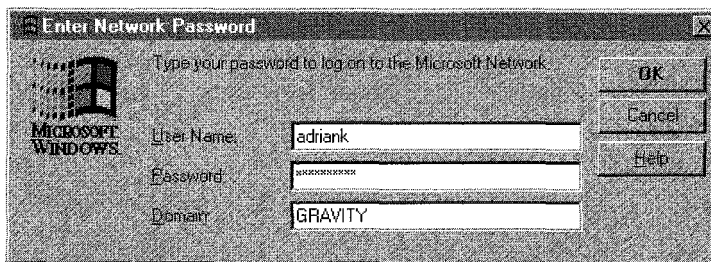 Enter Network Password
Type your password to log on to the Microsoft Network.
MICROSOFT
WINDOWS.
User Name: adriank
Password: **********
Domain: GRAVITY
OK
Cancel
Help